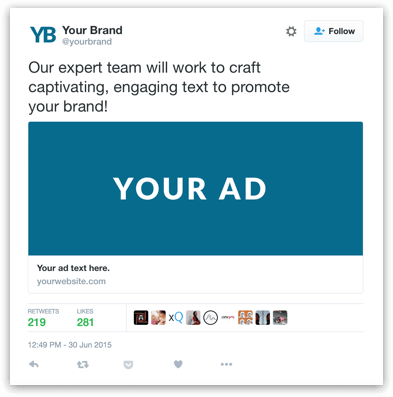 YB
Your Brand
@yourbrand
Follow
Our expert team will work to craft
captivating, engaging text to promote
your brand!
YOUR AD
Your ad text here.
yourwebsite.com
RETWEETS LIKES
219 281
xQ
12:49 PM - 30 Jun 2015